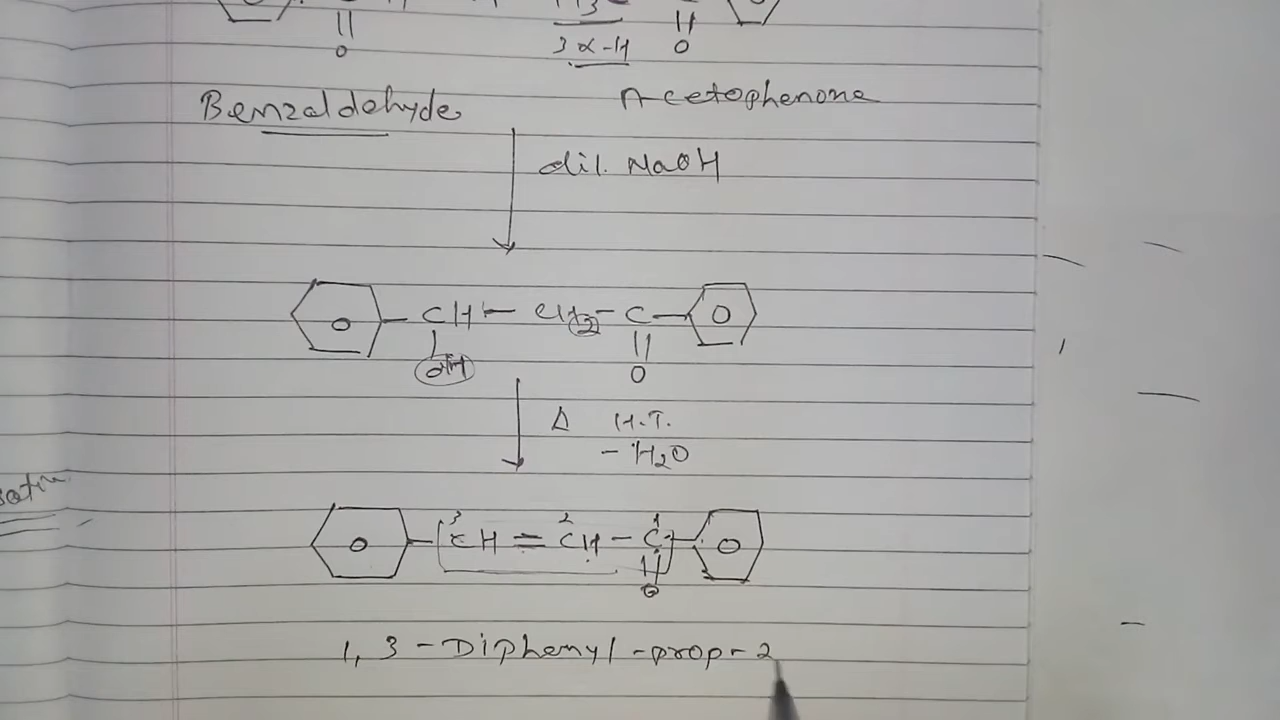 O O
3 α-H
Benzaldehyde Acetophenone
dil. NaOH
CH - CH2 - C
OH O
Δ H.T.
- H2O
3 2 1
CH = CH - C
O
1, 3 - Diphenyl - prop - 2